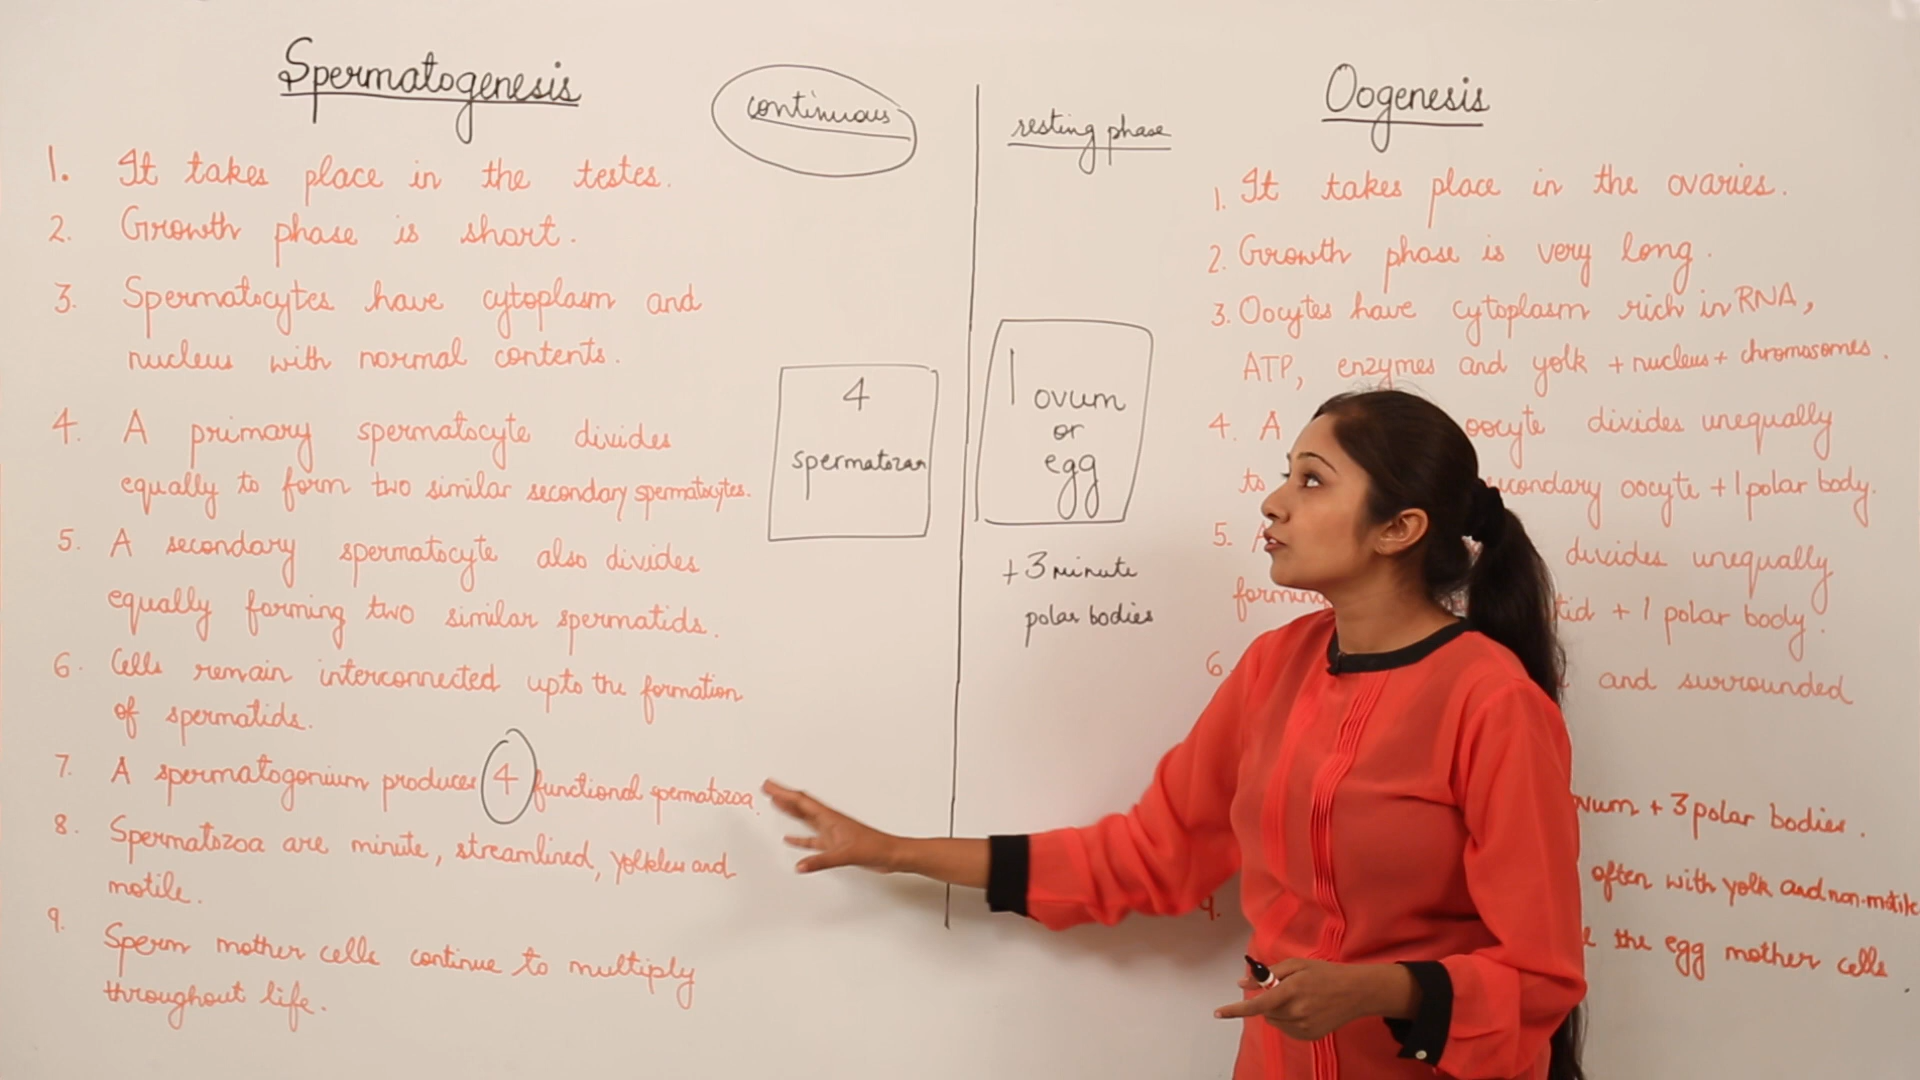 Spermatogenesis
continuous
1. It takes place in the testes.
2. Growth phase is short.
3. Spermatocytes have cytoplasm and
nucleus with normal contents.
4. A primary spermatocyte divides
equally to form two similar secondary spermatocytes.
5. A secondary spermatocyte also divides
equally forming two similar spermatids.
6. Cells remain interconnected upto the formation
of spermatids.
7. A spermatogonium produces 4 functional spermatozoa.
8. Spermatozoa are minute, streamlined, yolkless and
motile.
9. Sperm mother cells continue to multiply
throughout life.
4
spermatozoa
resting phase
1 ovum
or
egg
+ 3 minute
polar bodies
Oogenesis
1. It takes place in the ovaries.
2. Growth phase is very long.
3. Oocytes have cytoplasm rich in RNA,
ATP, enzymes and yolk + nucleus + chromosomes.
4. A oocyte divides unequally
to secondary oocyte + 1 polar body.
5. A divides unequally
forming + 1 polar body.
6. and surrounded
+ 3 polar bodies.
often with yolk and non-motile
9. the egg mother cells